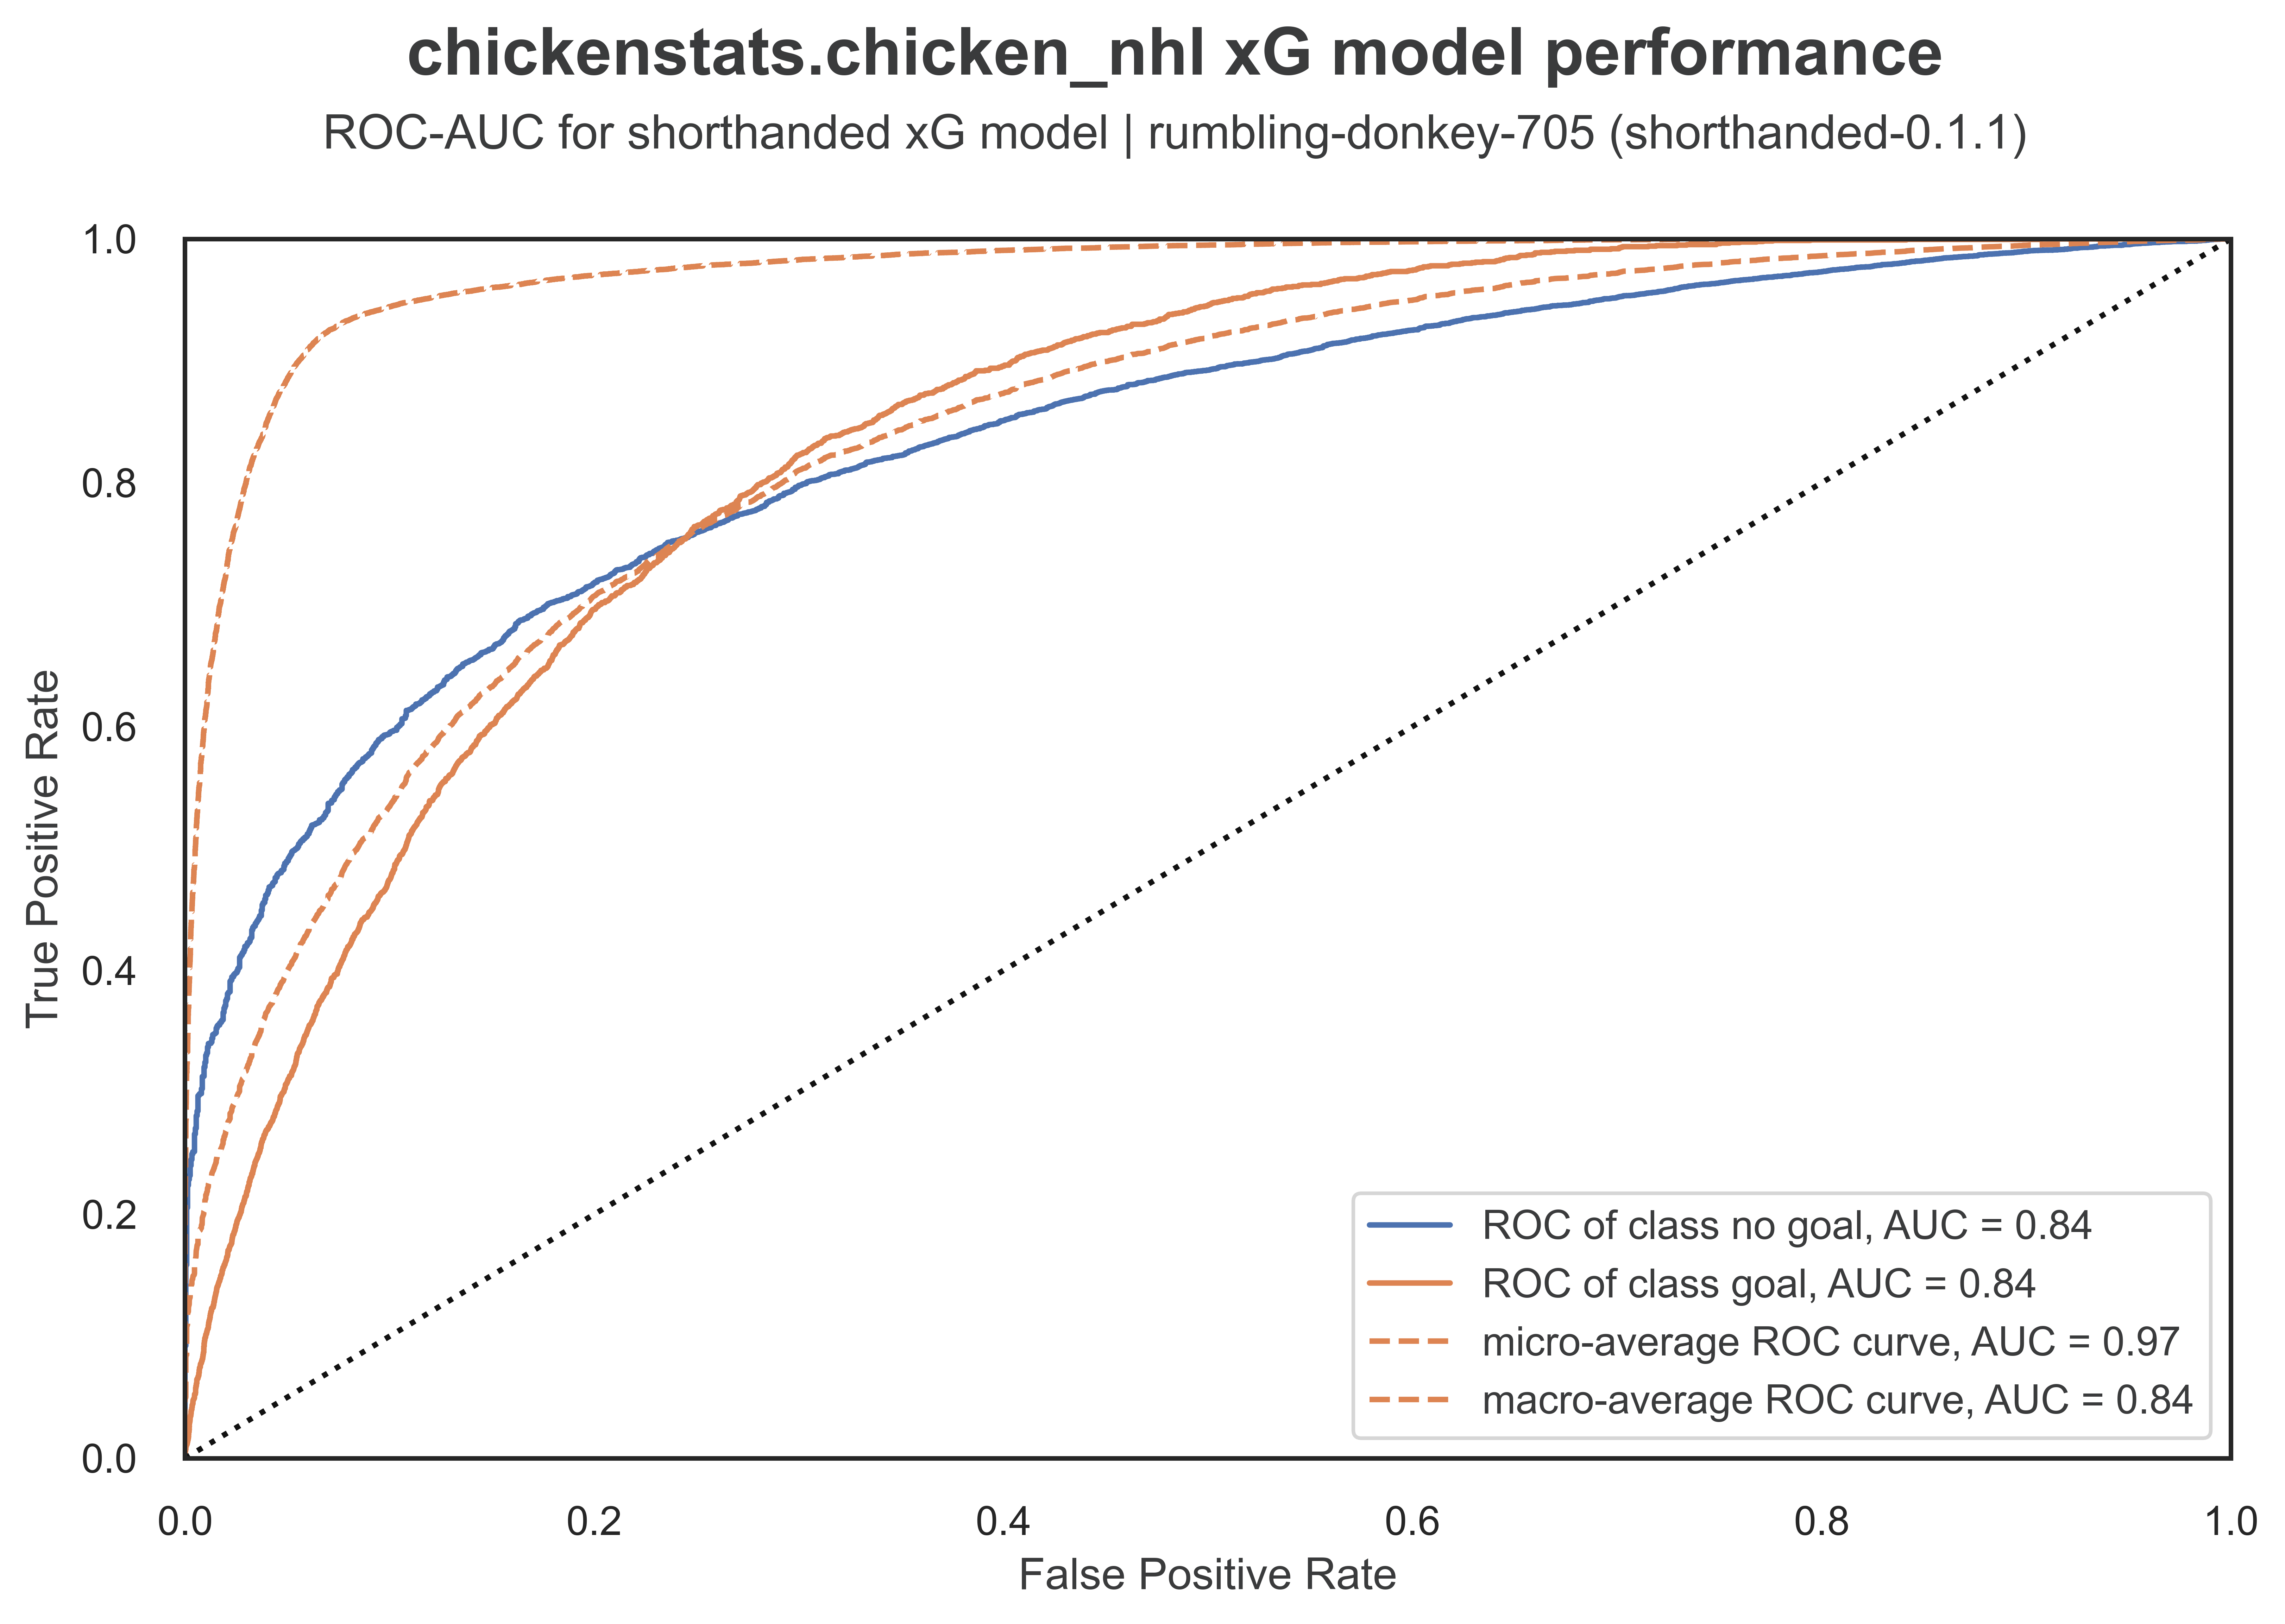 chickenstats.chicken_nhl xG model performance
ROC-AUC for shorthanded xG model | rumbling-donkey-705 (shorthanded-0.1.1)
True Positive Rate
1.0
0.8
0.6
0.4
0.2
0.0
ROC of class no goal, AUC = 0.84
ROC of class goal, AUC = 0.84
micro-average ROC curve, AUC = 0.97
macro-average ROC curve, AUC = 0.84
0.0 0.2 0.4 0.6 0.8 1.0
False Positive Rate